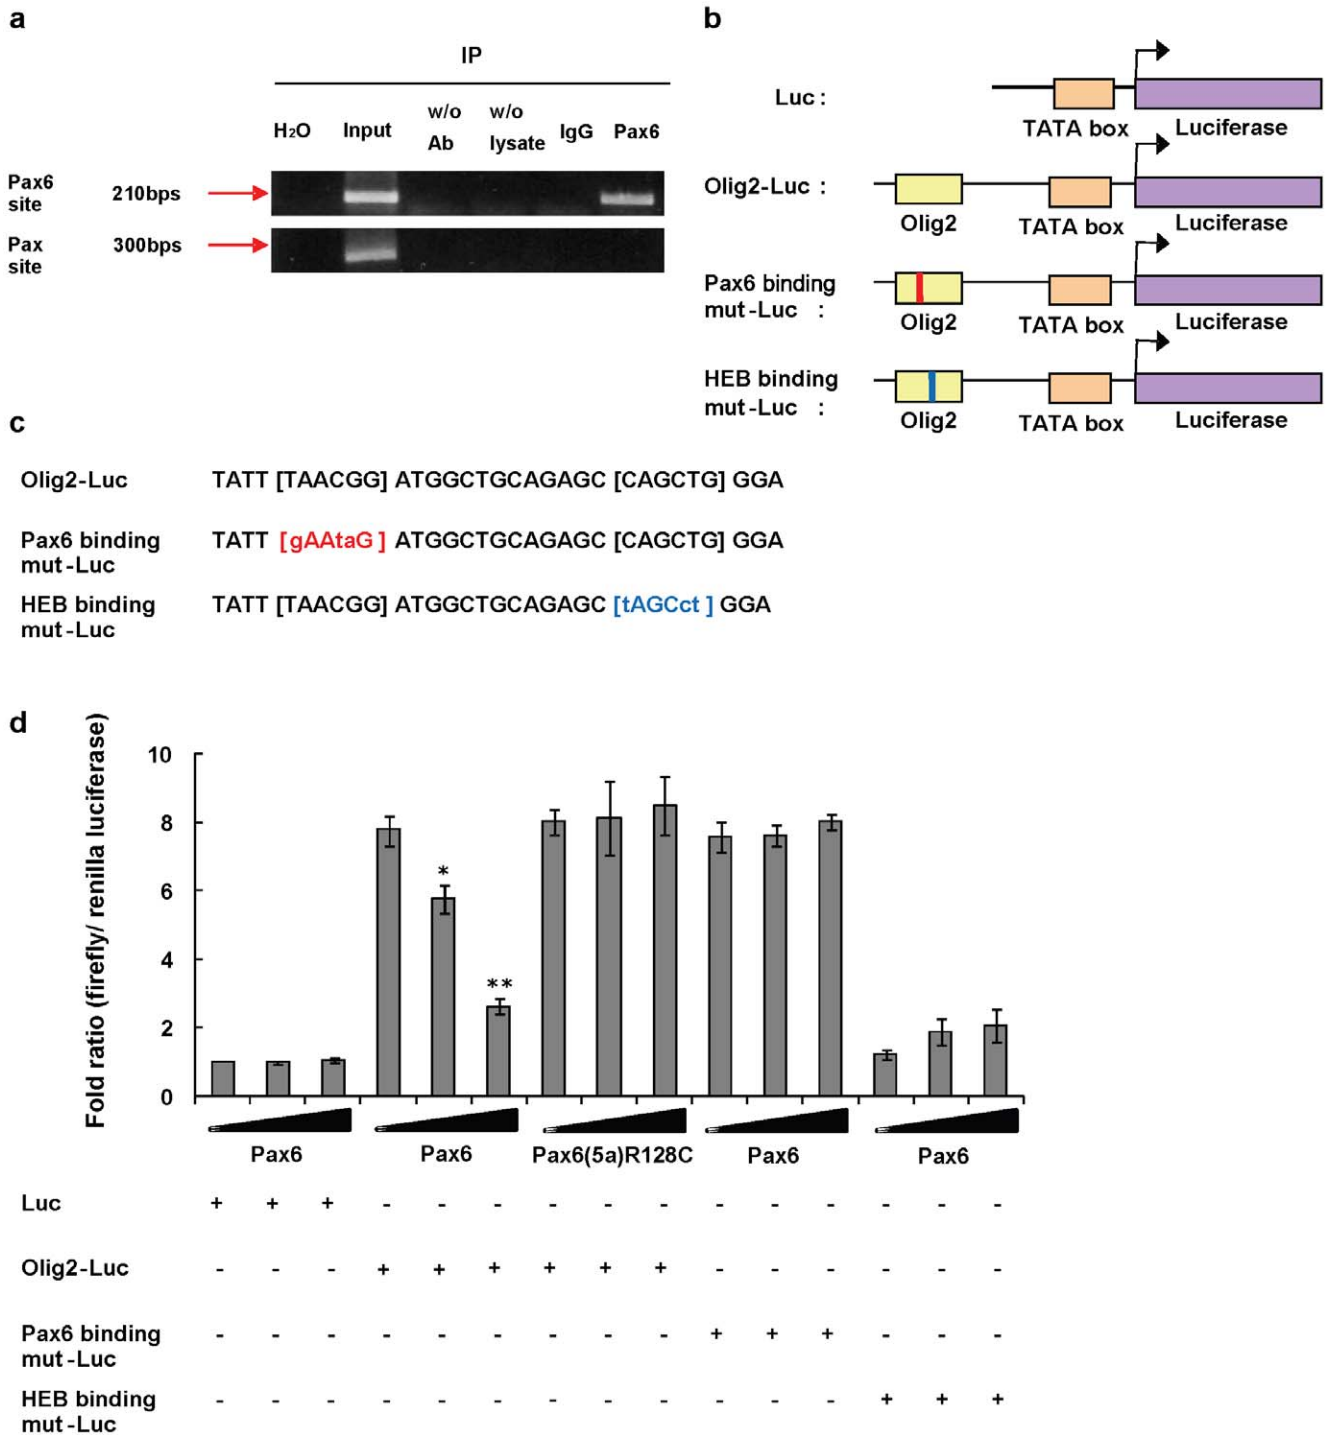 a
IP
H2O Input w/o Ab w/o lysate IgG Pax6
Pax6 site 210bps
Pax site 300bps
b
Luc :
TATA box Luciferase
Olig2-Luc :
Olig2 TATA box Luciferase
Pax6 binding
mut-Luc :
Olig2 TATA box Luciferase
HEB binding
mut-Luc :
Olig2 TATA box Luciferase
c
Olig2-Luc TATT [TAACGG] ATGGCTGCAGAGC [CAGCTG] GGA
Pax6 binding
mut-Luc
TATT [gAAtaG] ATGGCTGCAGAGC [CAGCTG] GGA
HEB binding
mut-Luc
TATT [TAACGG] ATGGCTGCAGAGC [tAGCct] GGA
d
Fold ratio (firefly/ renilla luciferase)
10
8
6
4
2
0
*
**
Pax6 Pax6 Pax6(5a)R128C Pax6 Pax6
Luc + + + - - - - - - - - - - - -
Olig2-Luc - - - + + + + + + - - - - - -
Pax6 binding
mut-Luc
- - - - - - - - - + + + - - -
HEB binding
mut-Luc
- - - - - - - - - - - - + + +